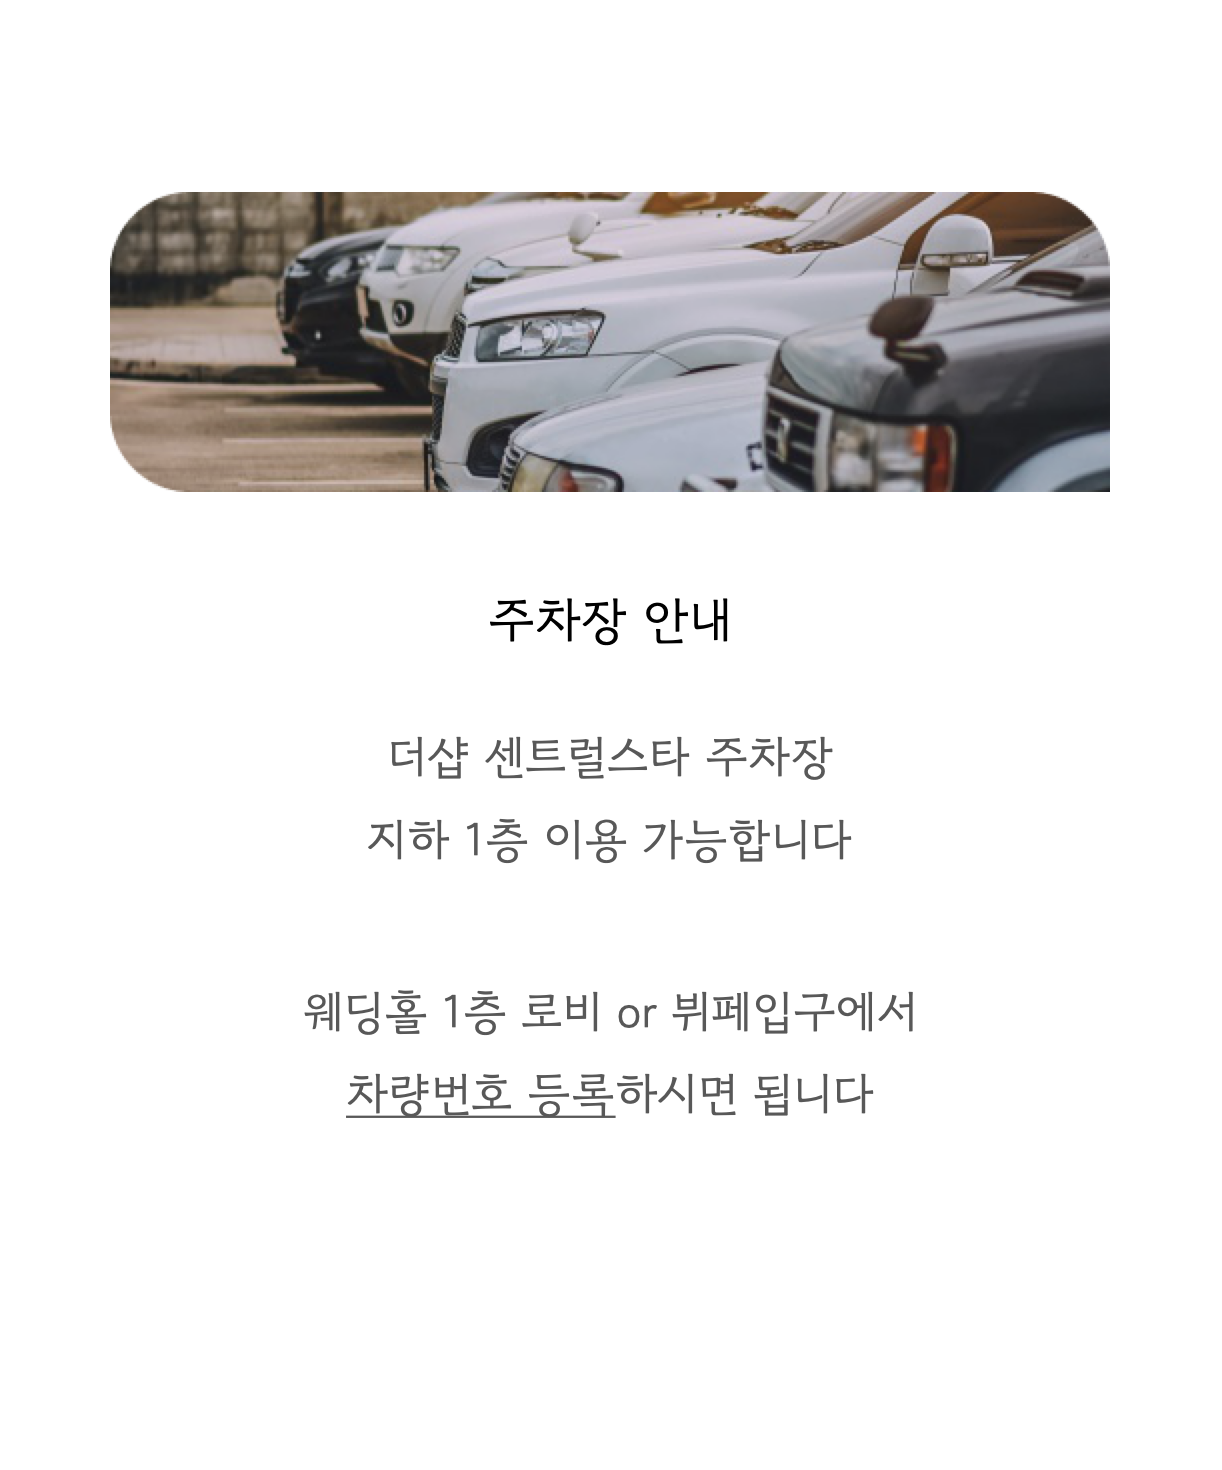 주차장 안내
더샵 센트럴스타 주차장
지하 1층 이용 가능합니다
웨딩홀 1층 로비 or 뷔페입구에서
차량번호 등록하시면 됩니다